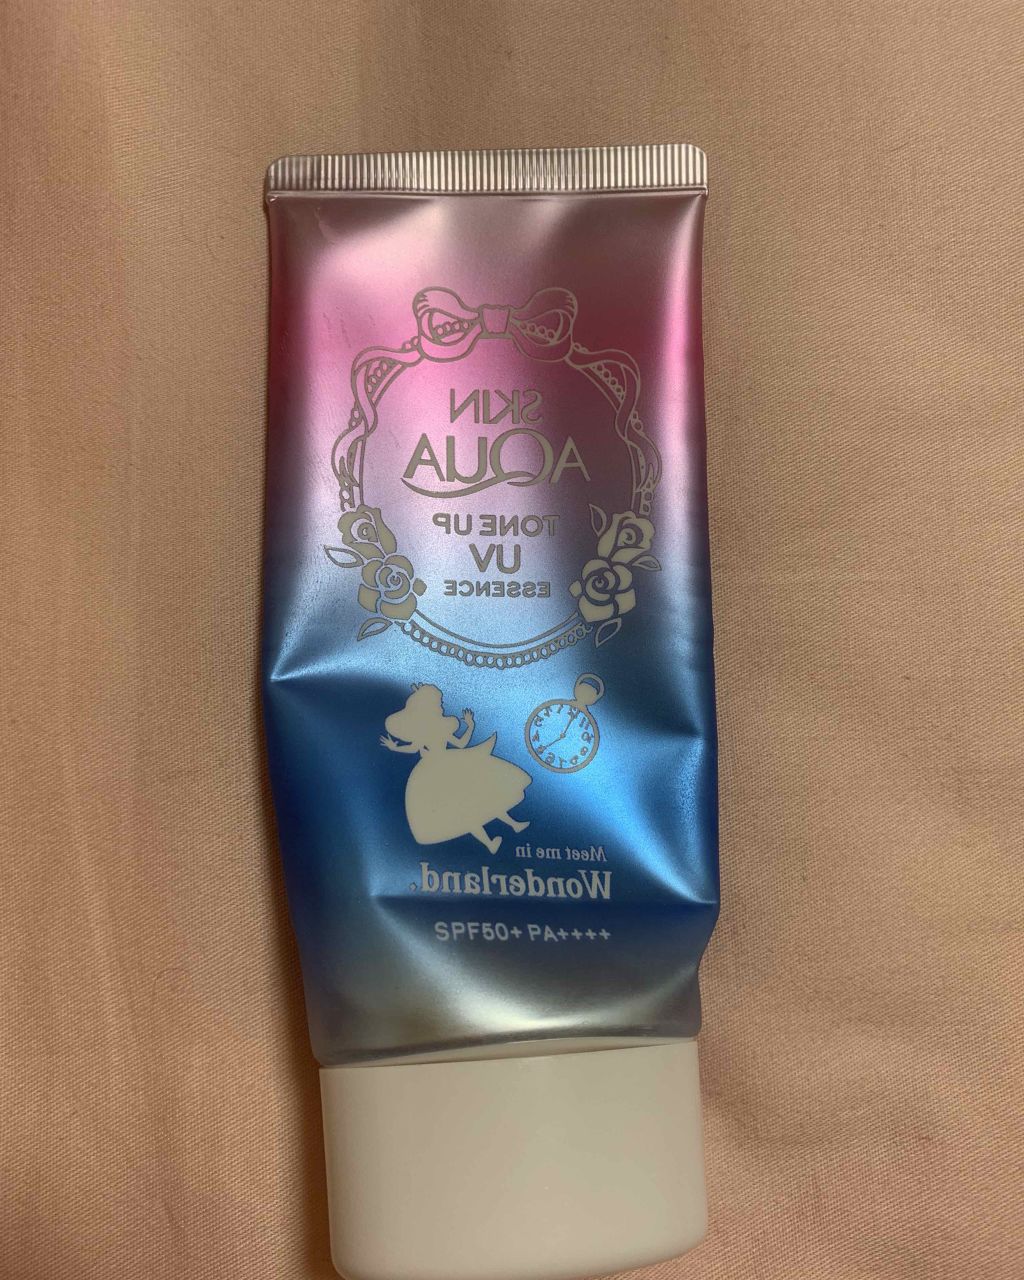 SKIN
AQUA
TONE UP
UV
ESSENCE
Meet me in
Wonderland.
SPF50+ PA++++